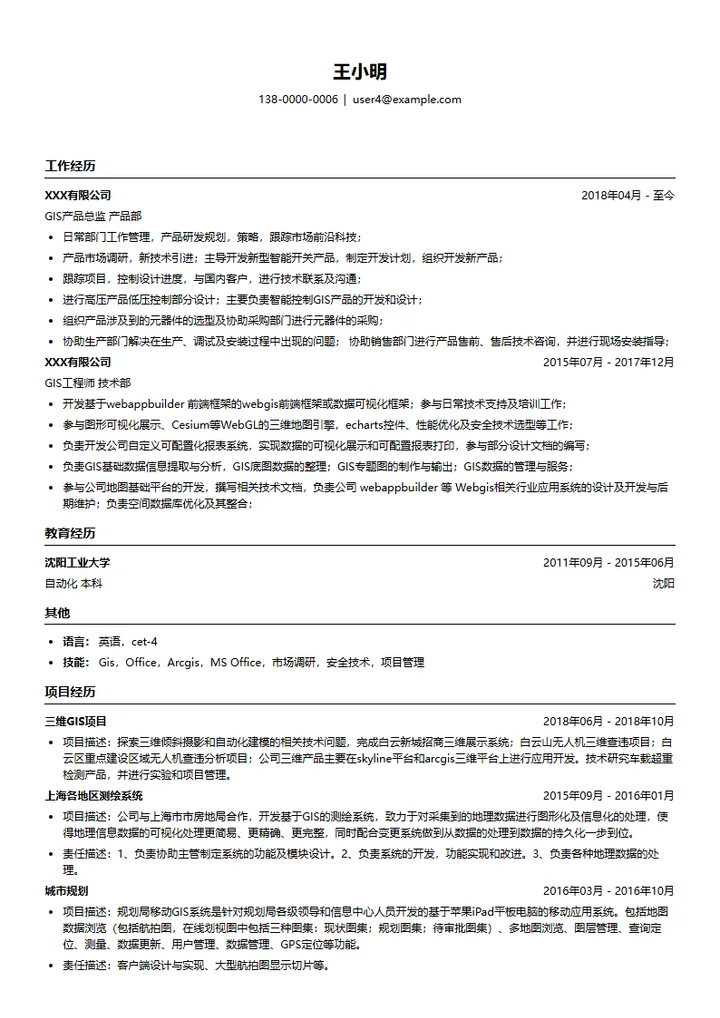 王小明
138-0000-0006 | user4@example.com
工作经历
XXX有限公司 2018年04月 - 至今
GIS产品总监 产品部
• 日常部门工作管理，产品研发规划，策略，跟踪市场前沿科技；
• 产品市场调研，新技术引进；主导开发新型智能开关产品，制定开发计划，组织开发新产品；
• 跟踪项目，控制设计进度，与国内客户，进行技术联系及沟通；
• 进行高压产品低压控制部分设计；主要负责智能控制GIS产品的开发和设计；
• 组织产品涉及到的元器件的选型及协助采购部门进行元器件的采购；
• 协助生产部门解决在生产、调试及安装过程中出现的问题； 协助销售部门进行产品售前、售后技术咨询，并进行现场安装指导；
XXX有限公司 2015年07月 - 2017年12月
GIS工程师 技术部
• 开发基于webappbuilder 前端框架的webgis前端框架或数据可视化框架；参与日常技术支持及培训工作；
• 参与图形可视化展示、Cesium等WebGL的三维地图引擎，echarts控件、性能优化及安全技术选型等工作；
• 负责开发公司自定义可配置化报表系统，实现数据的可视化展示和可配置报表打印，参与部分设计文档的编写；
• 负责GIS基础数据信息提取与分析，GIS底图数据的整理；GIS专题图的制作与输出；GIS数据的管理与服务；
• 参与公司地图基础平台的开发，撰写相关技术文档，负责公司 webappbuilder 等 Webgis相关行业应用系统的设计及开发与后
期维护；负责空间数据库优化及其整合；
教育经历
沈阳工业大学 2011年09月 - 2015年06月
自动化 本科 沈阳
其他
• 语言： 英语，cet-4
• 技能： Gis，Office，Arcgis，MS Office，市场调研，安全技术，项目管理
项目经历
三维GIS项目 2018年06月 - 2018年10月
• 项目描述：探索三维倾斜摄影和自动化建模的相关技术问题，完成白云新城招商三维展示系统；白云山无人机三维查违项目；白
云区重点建设区域无人机查违分析项目；公司三维产品主要在skyline平台和arcgis三维平台上进行应用开发。技术研究车载超重
检测产品，并进行实验和项目管理。
上海各地区测绘系统 2015年09月 - 2016年01月
• 项目描述：公司与上海市市房地局合作，开发基于GIS的测绘系统，致力于对采集到的地理数据进行图形化及信息化的处理，使
得地理信息数据的可视化处理更简易、更精确、更完整，同时配合变更系统做到从数据的处理到数据的持久化一步到位。
• 责任描述：1、负责协助主管制定系统的功能及模块设计。2、负责系统的开发，功能实现和改进。3、负责各种地理数据的处
理。
城市规划 2016年03月 - 2016年10月
• 项目描述：规划局移动GIS系统是针对规划局各级领导和信息中心人员开发的基于苹果iPad平板电脑的移动应用系统。包括地图
数据浏览（包括航拍图，在线划视图中包括三种图集：现状图集；规划图集；待审批图集）、多地图浏览、图层管理、查询定
位、测量、数据更新、用户管理、数据管理、GPS定位等功能。
• 责任描述：客户端设计与实现、大型航拍图显示切片等。